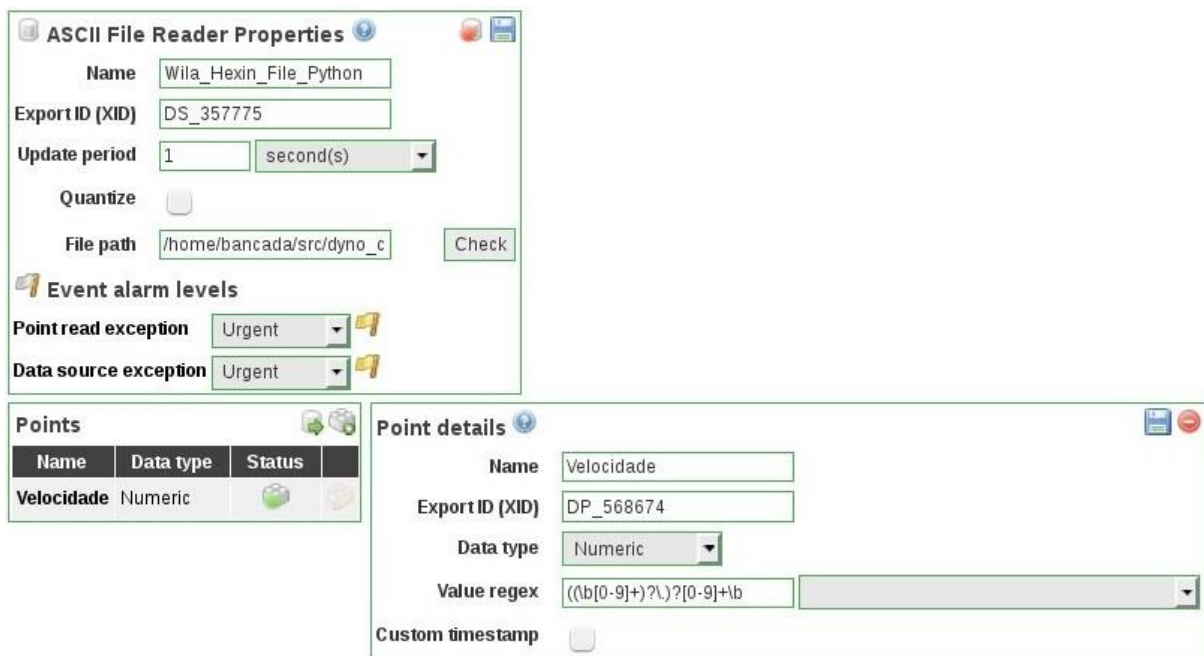 ASCII File Reader Properties
Name Wila_Hexin_File_Python
Export ID (XID) DS_357775
Update period 1 second(s)
Quantize
File path /home/bancada/src/dyno_c Check
Event alarm levels
Point read exception Urgent
Data source exception Urgent
Points
Name Data type Status
Velocidade Numeric
Point details
Name Velocidade
Export ID (XID) DP_568674
Data type Numeric
Value regex ((\b[0-9]+)?\.)?[0-9]+\b
Custom timestamp